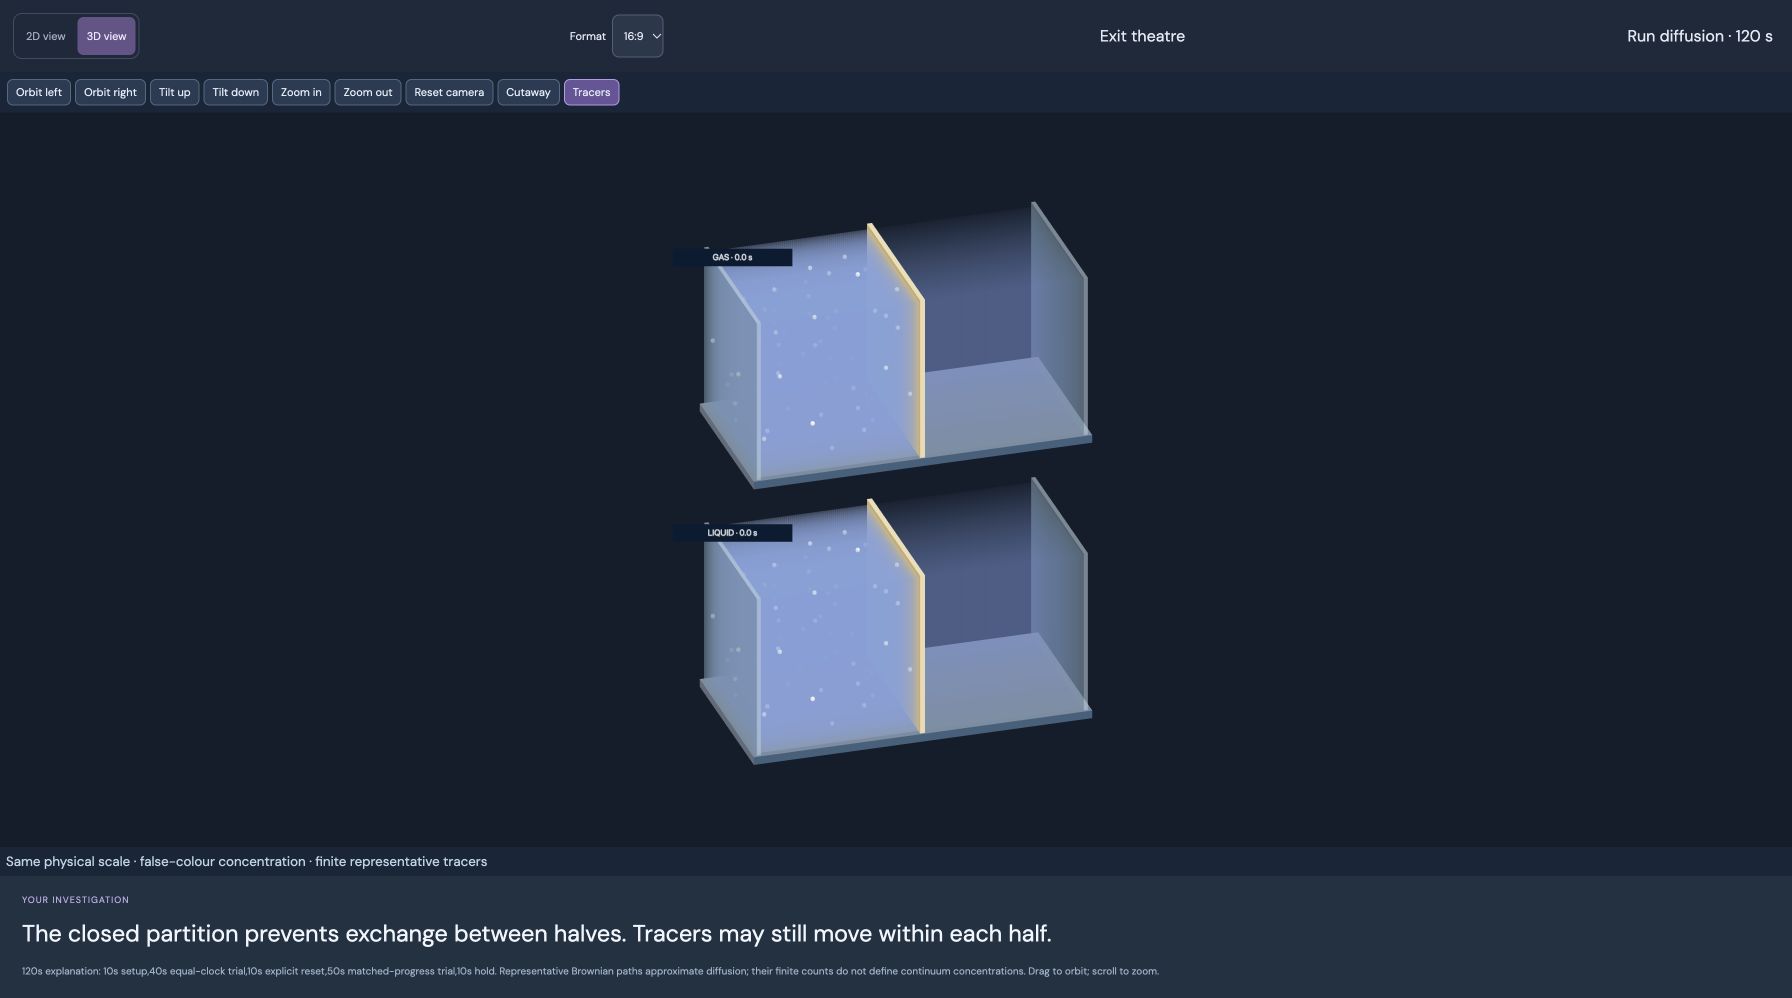 2D view 3D view Format 16:9 Exit theatre Run diffusion · 120 s
Orbit left Orbit right Tilt up Tilt down Zoom in Zoom out Reset camera Cutaway Tracers
GAS · 0.0 s
LIQUID · 0.0 s
Same physical scale · false-colour concentration · finite representative tracers
YOUR INVESTIGATION
The closed partition prevents exchange between halves. Tracers may still move within each half.
120s explanation: 10s setup,40s equal-clock trial,10s explicit reset,50s matched-progress trial,10s hold. Representative Brownian paths approximate diffusion; their finite counts do not define continuum concentrations. Drag to orbit; scroll to zoom.